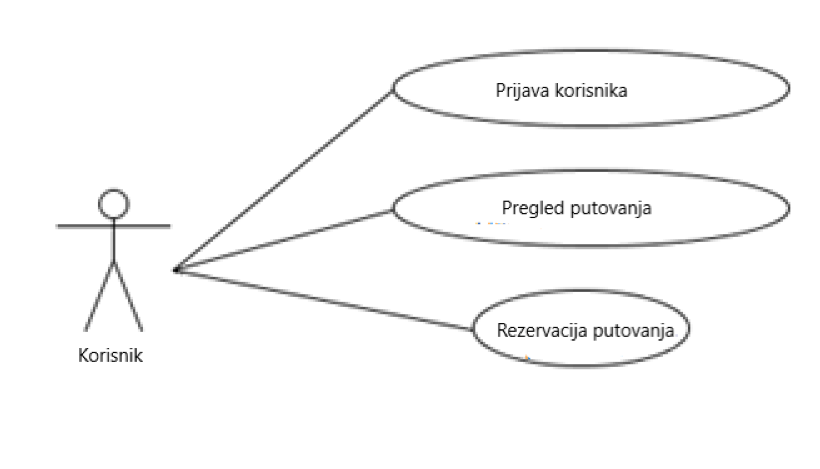 Prijava korisnika
Pregled putovanja
Rezervacija putovanja
Korisnik